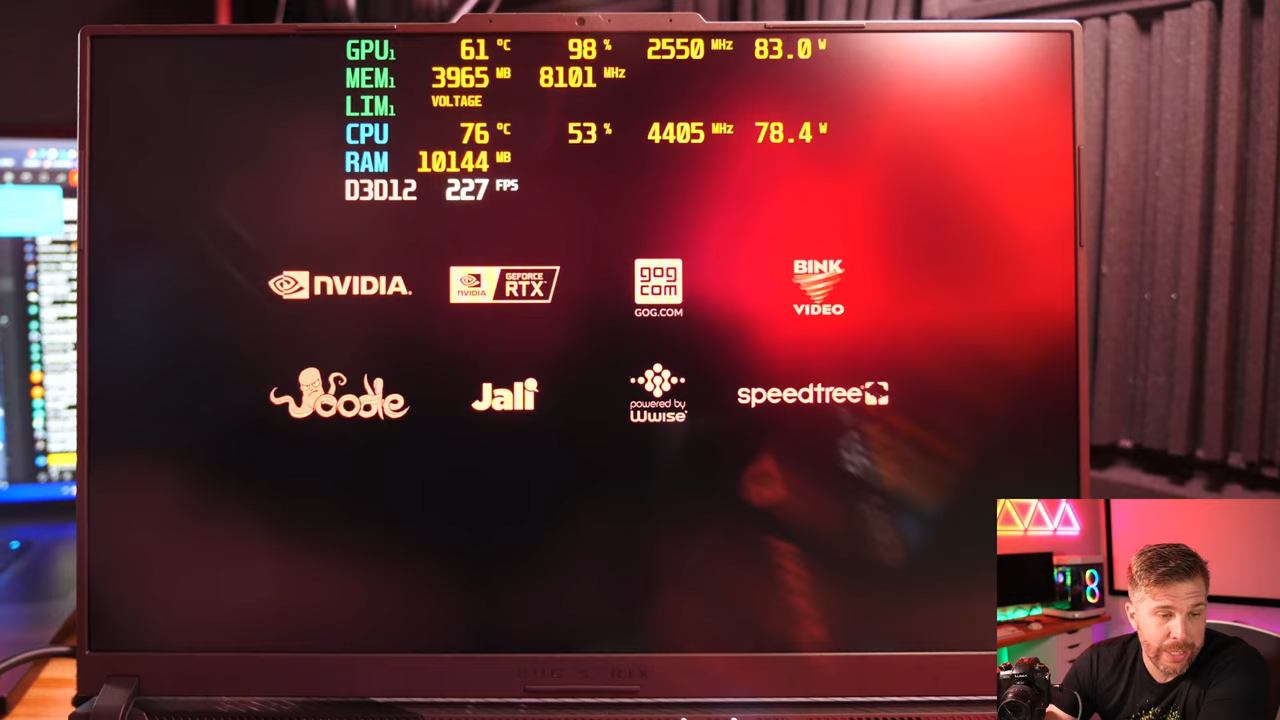 GPU1 61 °C 98 % 2550 MHz 83.0 W
MEM1 3965 MB 8101 MHz
LIM1 VOLTAGE
CPU 76 °C 53 % 4405 MHz 78.4 W
RAM 10144 MB
D3D12 227 FPS
NVIDIA.
NVIDIA GEFORCE RTX
gog com
GOG.COM
BINK VIDEO
oodle
Jali
powered by Wwise
speedtree